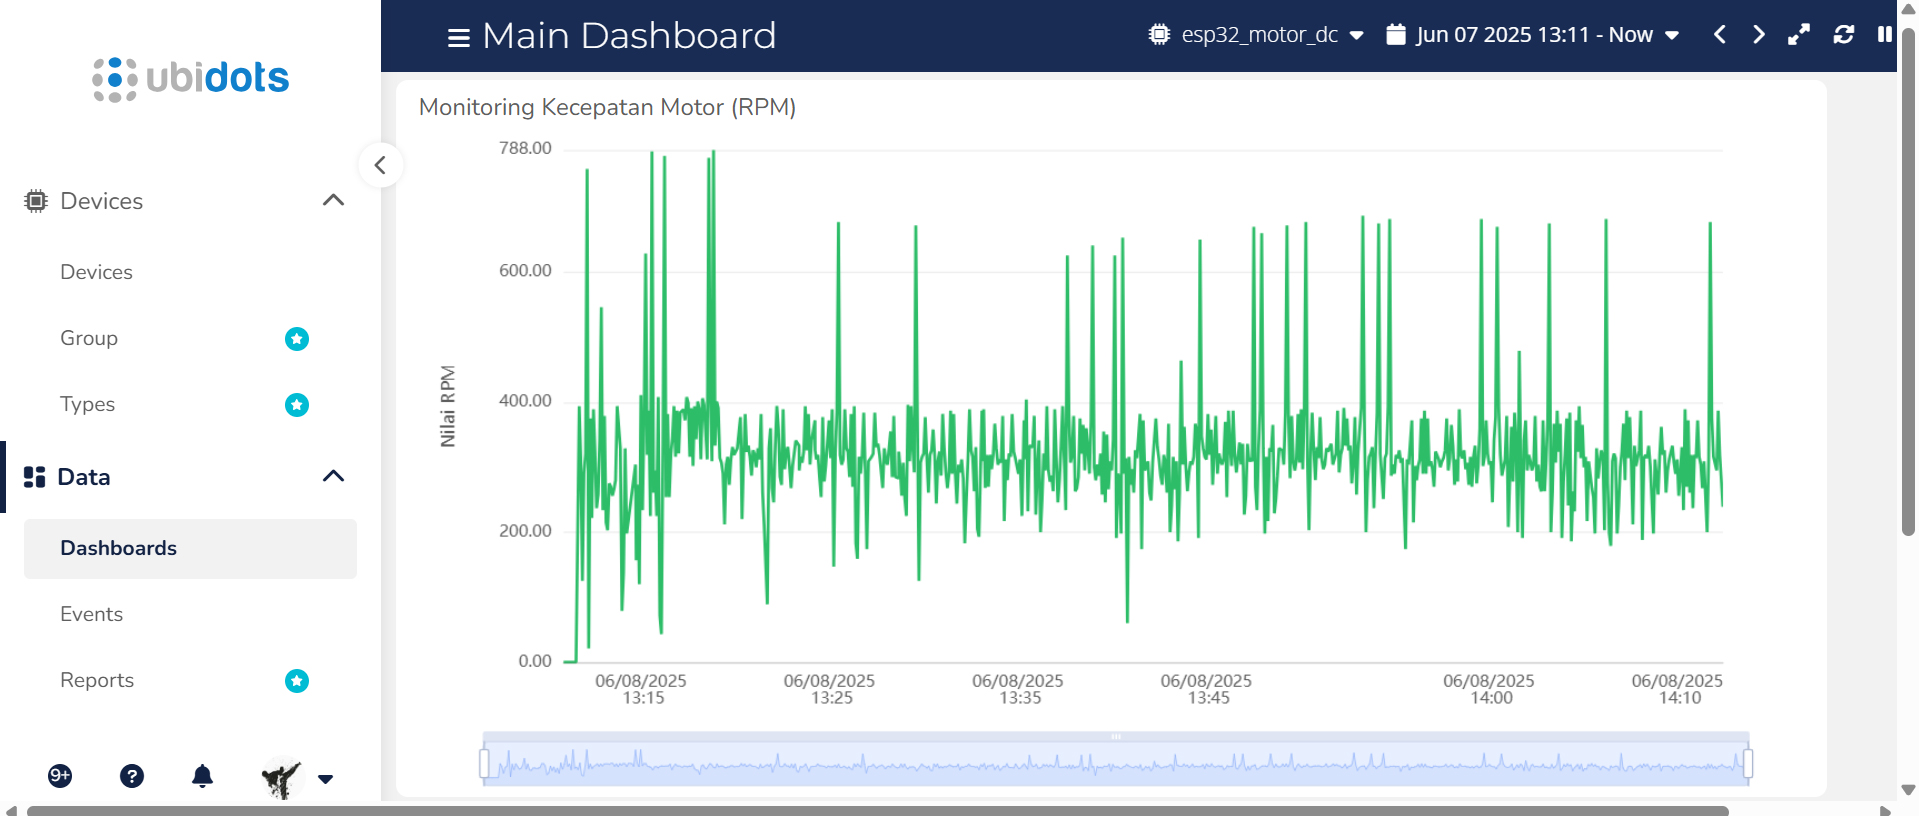 Main Dashboard
esp32_motor_dc
Jun 07 2025 13:11 - Now
ubidots
Devices
Devices
Group
Types
Data
Dashboards
Events
Reports
9+
?
Monitoring Kecepatan Motor (RPM)
Nilai RPM
788.00
600.00
400.00
200.00
0.00
06/08/2025
13:15
06/08/2025
13:25
06/08/2025
13:35
06/08/2025
13:45
06/08/2025
14:00
06/08/2025
14:10